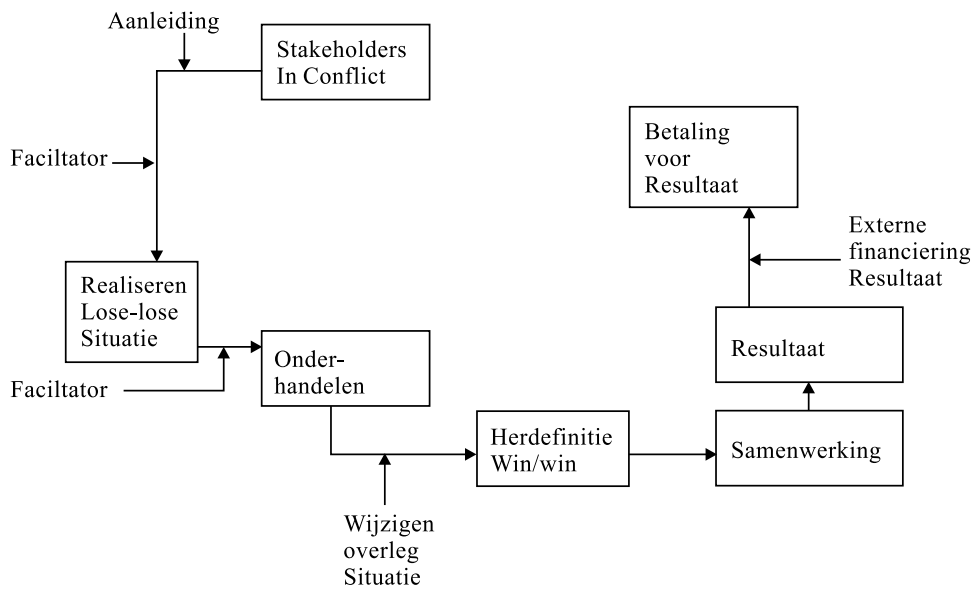 Aanleiding
Stakeholders
In Conflict
Faciltator
Betaling
voor
Resultaat
Externe
financiering
Resultaat
Realiseren
Lose-lose
Situatie
Resultaat
Onder-
handelen
Faciltator
Herdefinitie
Win/win
Samenwerking
Wijzigen
overleg
Situatie